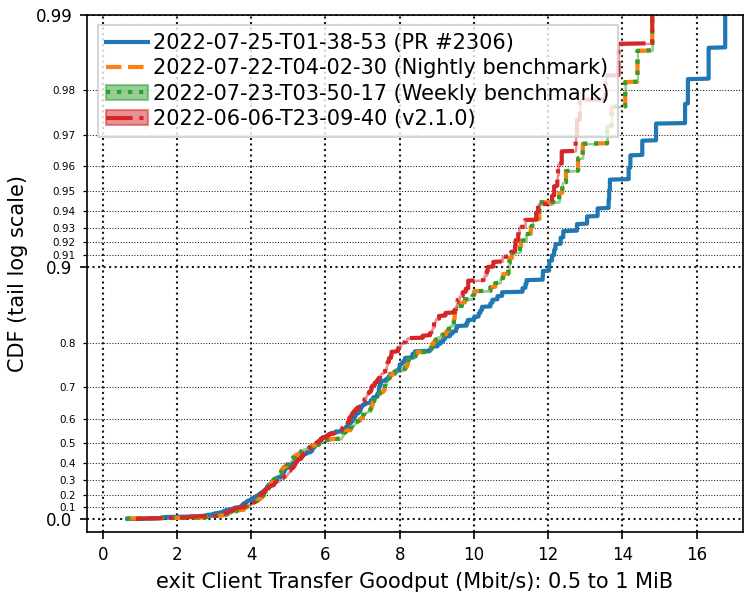 0.99
2022-07-25-T01-38-53 (PR #2306)
2022-07-22-T04-02-30 (Nightly benchmark)
2022-07-23-T03-50-17 (Weekly benchmark)
2022-06-06-T23-09-40 (v2.1.0)
0.98
0.97
0.96
0.95
0.94
0.93
0.92
0.91
0.9
0.8
0.7
0.6
0.5
0.4
0.3
0.2
0.1
0.0
CDF (tail log scale)
0 2 4 6 8 10 12 14 16
exit Client Transfer Goodput (Mbit/s): 0.5 to 1 MiB